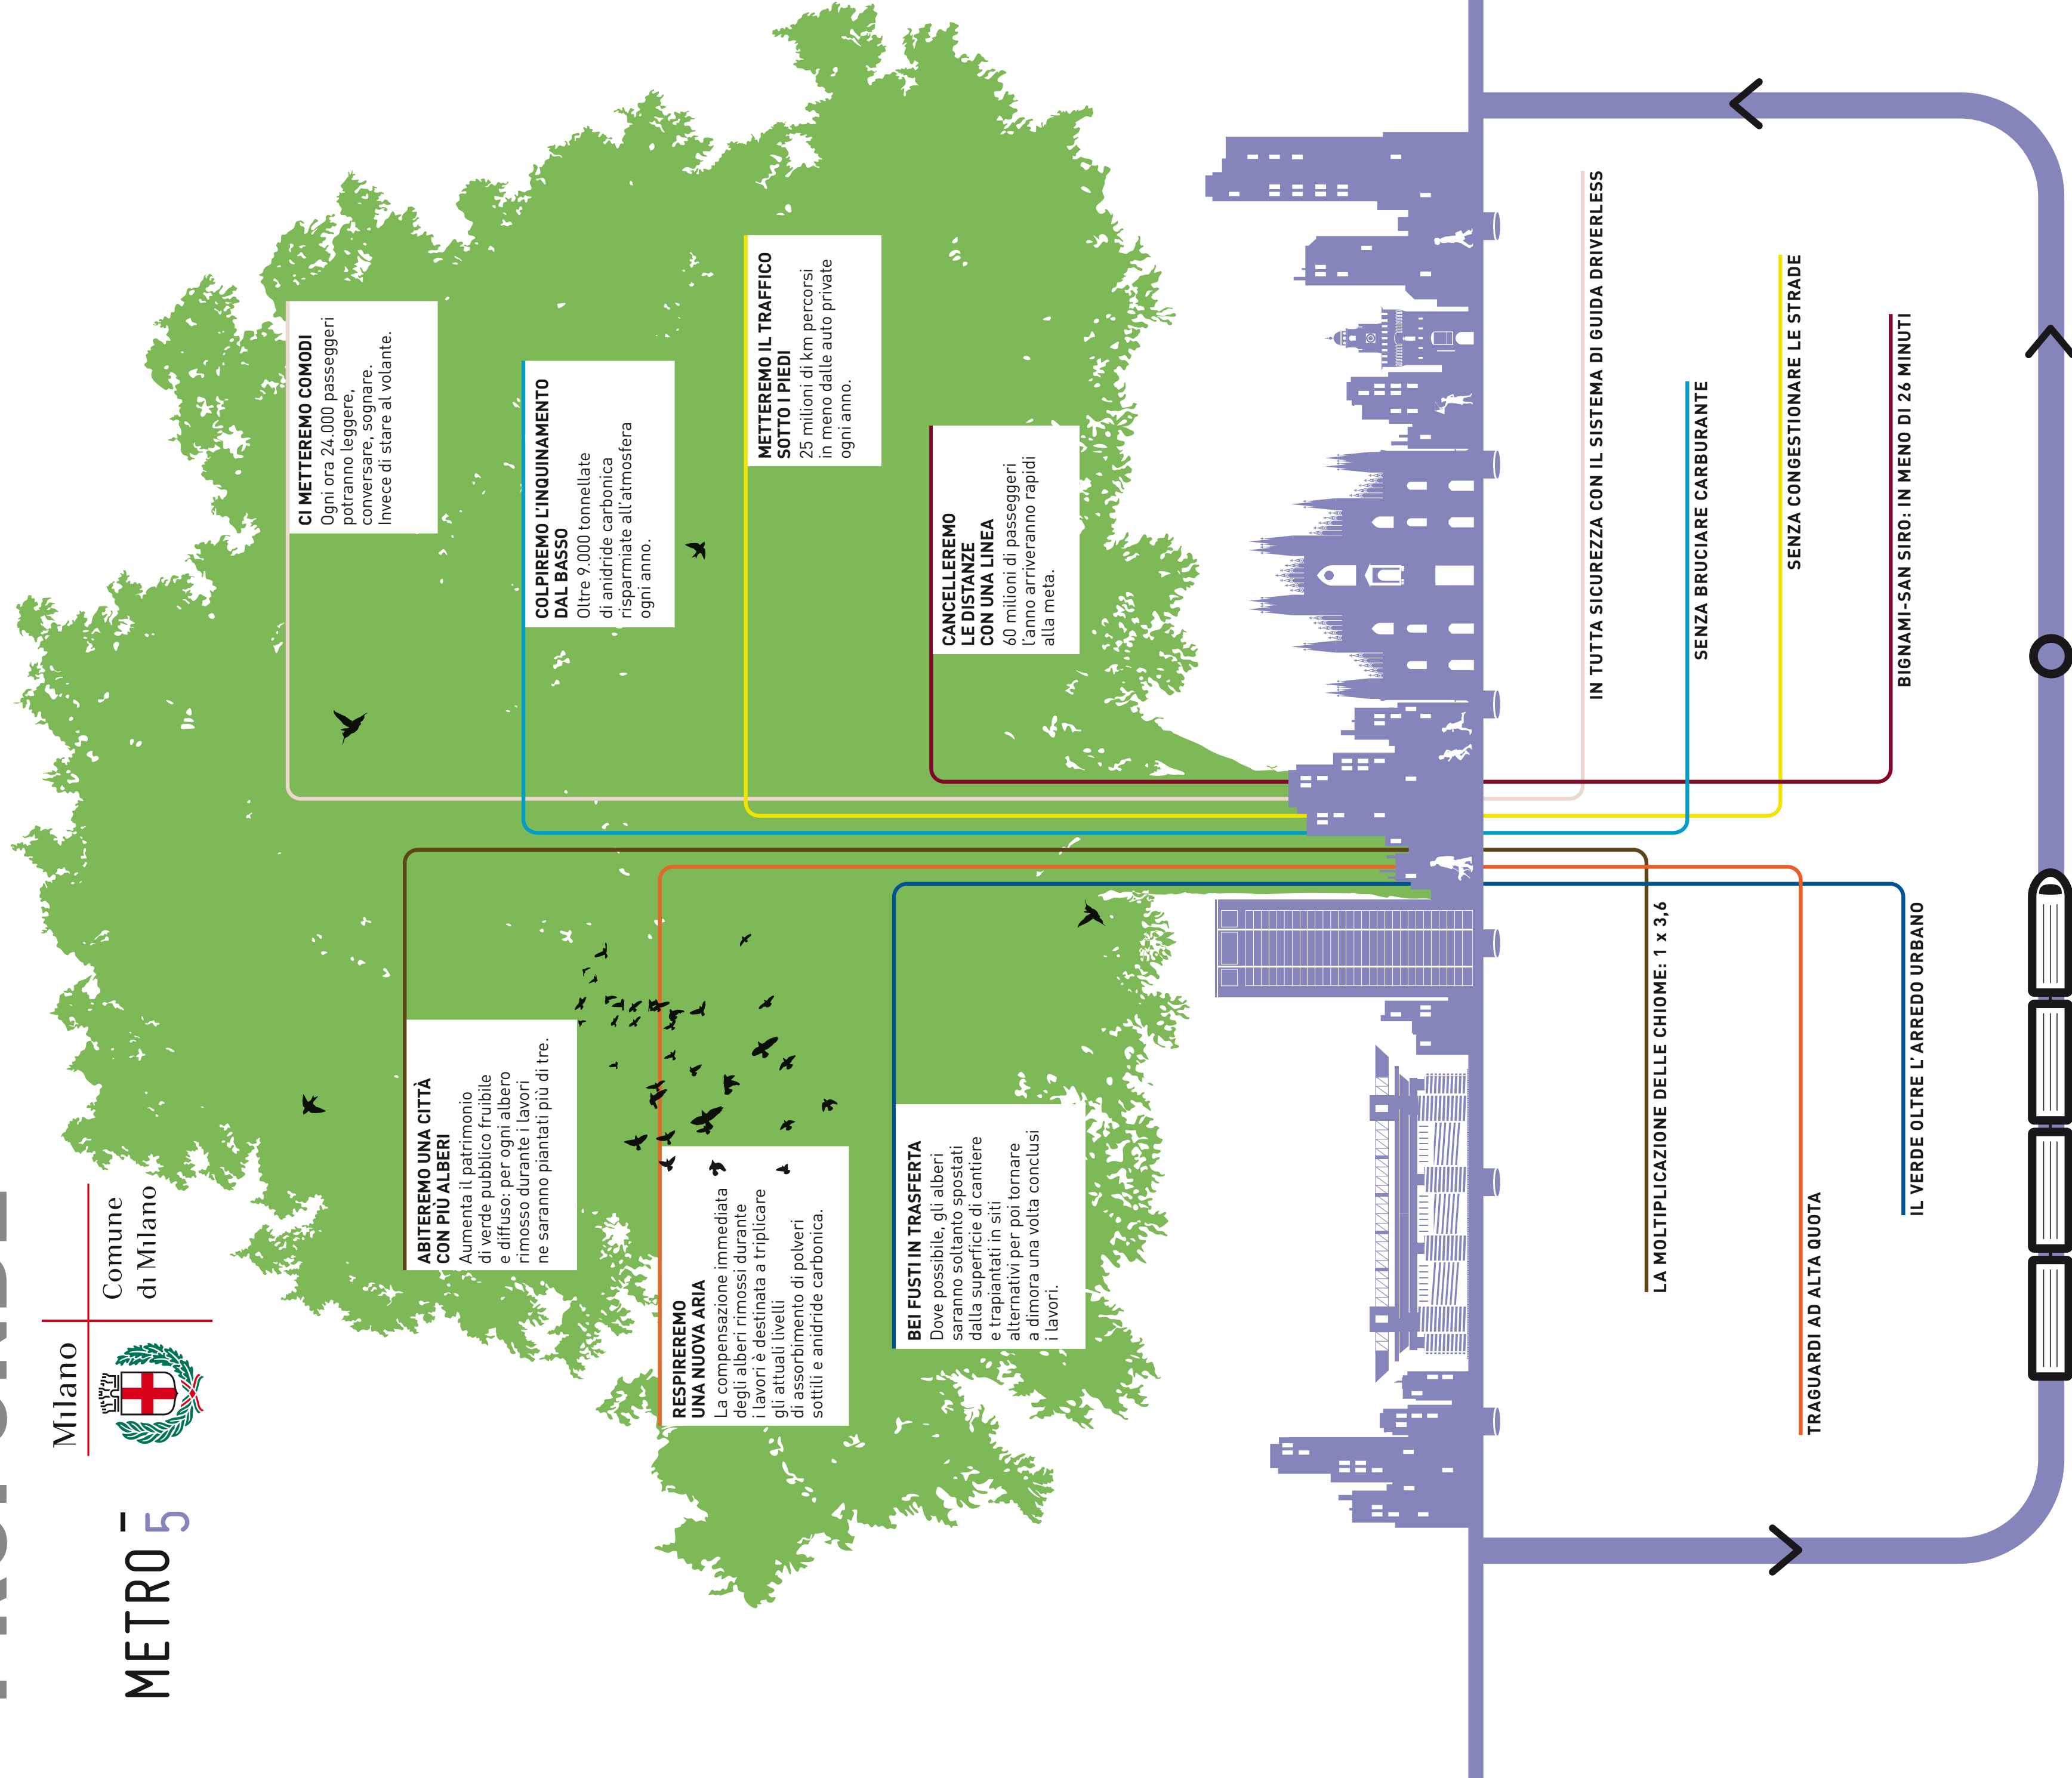 METRO 5
Milano
Comune
di Milano
CI METTEREMO COMODI
Ogni ora 24.000 passeggeri
potranno leggere,
conversare, sognare.
Invece di stare al volante.
ABITEREMO UNA CITTÀ
CON PIÙ ALBERI
Aumenta il patrimonio
di verde pubblico fruibile
e diffuso: per ogni albero
rimosso durante i lavori
ne saranno piantati più di tre.
COLPIREMO L'INQUINAMENTO
DAL BASSO
Oltre 9.000 tonnellate
di anidride carbonica
risparmiate all'atmosfera
ogni anno.
RESPIREREMO
UNA NUOVA ARIA
La compensazione immediata
degli alberi rimossi durante
i lavori è destinata a triplicare
gli attuali livelli
di assorbimento di polveri
sottili e anidride carbonica.
METTEREMO IL TRAFFICO
SOTTO I PIEDI
25 milioni di km percorsi
in meno dalle auto private
ogni anno.
BEI FUSTI IN TRASFERTA
Dove possibile, gli alberi
saranno soltanto spostati
dalla superficie di cantiere
e trapiantati in siti
alternativi per poi tornare
a dimora una volta conclusi
i lavori.
CANCELLEREMO
LE DISTANZE
CON UNA LINEA
60 milioni di passeggeri
l'anno arriveranno rapidi
alla meta.
IN TUTTA SICUREZZA CON IL SISTEMA DI GUIDA DRIVERLESS
LA MOLTIPLICAZIONE DELLE CHIOME: 1 x 3,6
SENZA BRUCIARE CARBURANTE
SENZA CONGESTIONARE LE STRADE
TRAGUARDI AD ALTA QUOTA
BIGNAMI-SAN SIRO: IN MENO DI 26 MINUTI
IL VERDE OLTRE L'ARREDO URBANO